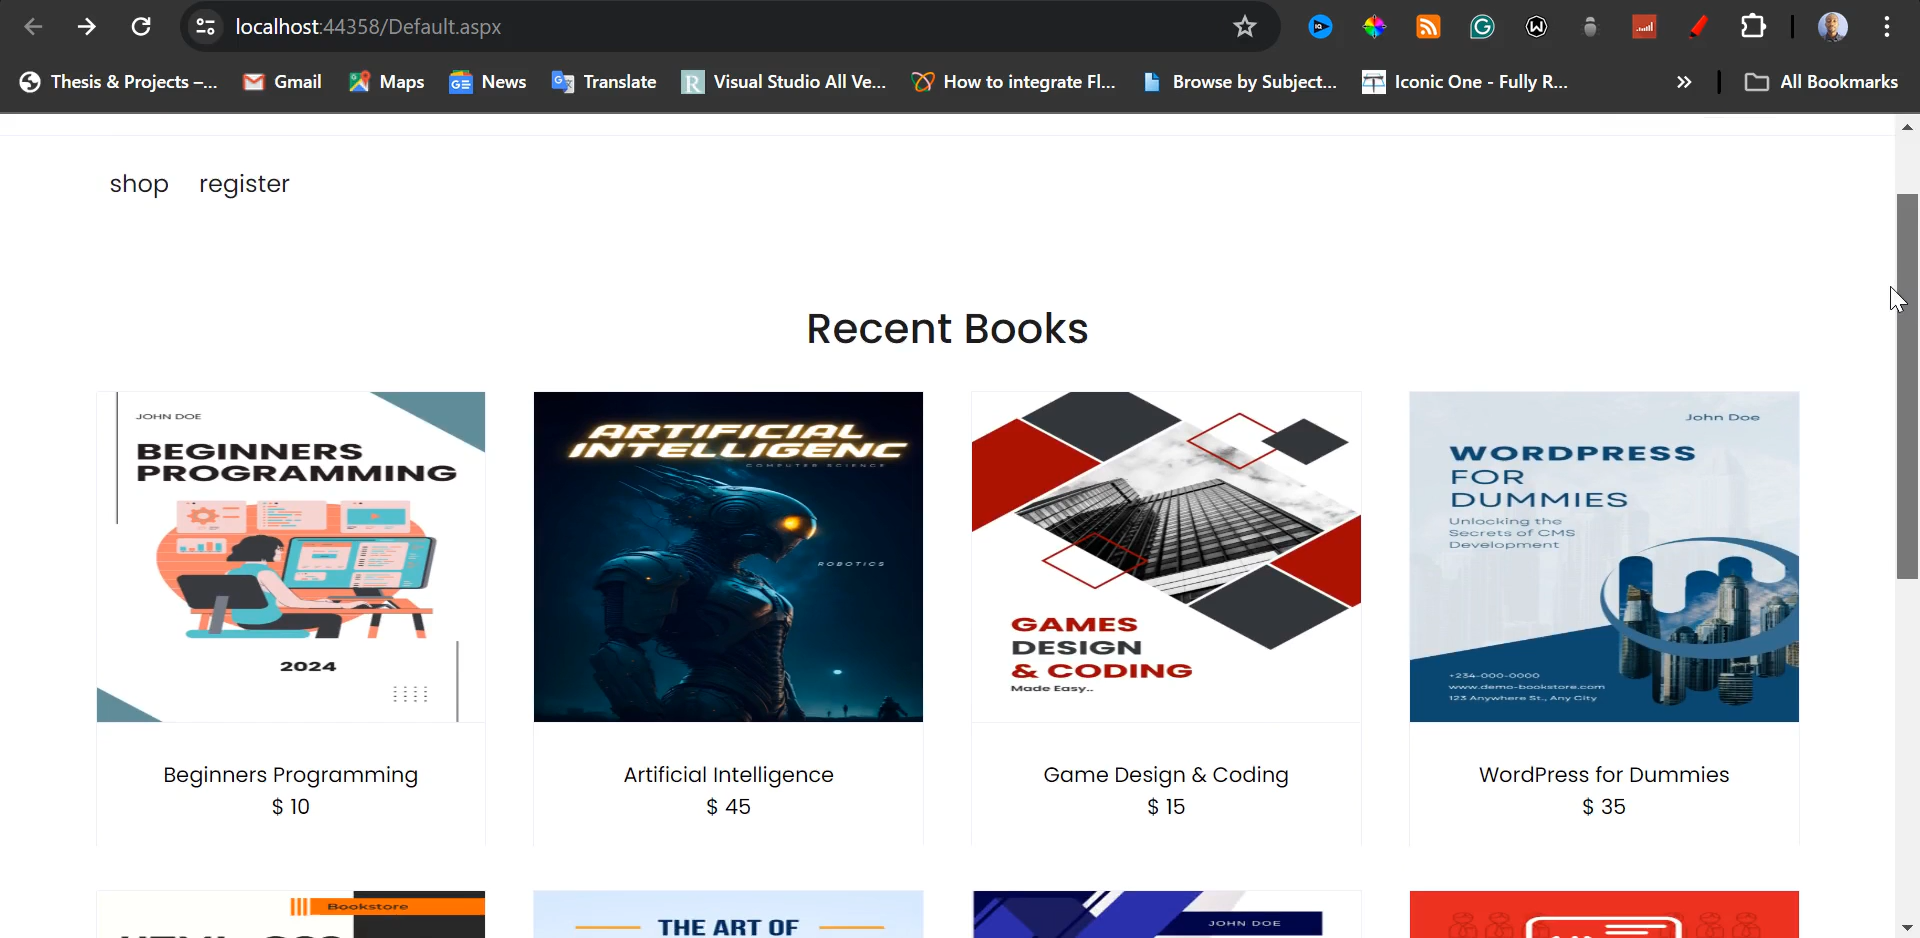 localhost:44358/Default.aspx
Thesis & Projects –... Gmail Maps News Translate Visual Studio All Ve... How to integrate Fl... Browse by Subject... Iconic One - Fully R... » All Bookmarks
shop register
Recent Books
JOHN DOE
BEGINNERS
PROGRAMMING
2024
ARTIFICIAL
INTELLIGENC
COMPUTER SCIENCE
ROBOTICS
GAMES
DESIGN
& CODING
Made Easy..
John Doe
WORDPRESS
FOR
DUMMIES
Unlocking the
Secrets of CMS
Development
+234-000-0000
www.demo-bookstore.com
123 Anywhere St., Any City
Beginners Programming
$ 10
Artificial Intelligence
$ 45
Game Design & Coding
$ 15
WordPress for Dummies
$ 35
Bookstore
THE ART OF
JOHN DOE